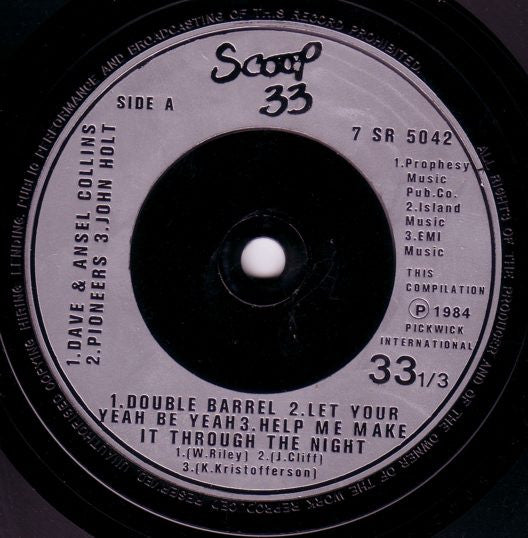 Scoop
33
SIDE A
7 SR 5042
1.DAVE & ANSEL COLLINS
2.PIONEERS 3.JOHN HOLT
1.Prophesy
Music
Pub.Co.
2.Island
Music
3.EMI
Music
THIS
COMPILATION
Ⓟ 1984
PICKWICK
INTERNATIONAL
33 1/3
1.DOUBLE BARREL 2.LET YOUR
YEAH BE YEAH3.HELP ME MAKE
IT THROUGH THE NIGHT
1.(W.Riley) 2.(J.Cliff)
3.(K.Kristofferson)
ALL RIGHTS OF THE PRODUCER AND OF THE OWNER OF THE RECORDED WORK RESERVED. UNAUTHORISED COPYING, HIRING, LENDING, PUBLIC PERFORMANCE AND BROADCASTING OF THIS RECORD PROHIBITED.